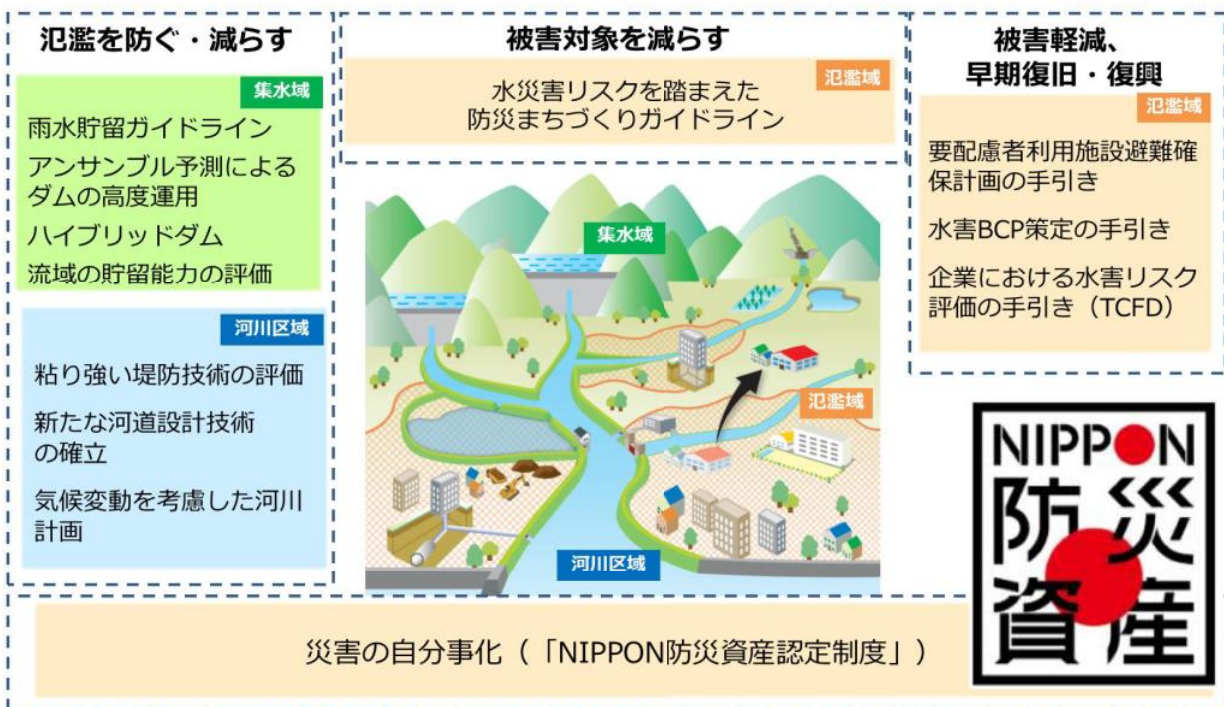 氾濫を防ぐ・減らす
集水域
雨水貯留ガイドライン
アンサンブル予測による
ダムの高度運用
ハイブリッドダム
流域の貯留能力の評価
河川区域
粘り強い堤防技術の評価
新たな河道設計技術
の確立
気候変動を考慮した河川
計画
被害対象を減らす
氾濫域
水災害リスクを踏まえた
防災まちづくりガイドライン
集水域
氾濫域
河川区域
被害軽減、
早期復旧・復興
氾濫域
要配慮者利用施設避難確
保計画の手引き
水害BCP策定の手引き
企業における水害リスク
評価の手引き（TCFD）
NIPPON
防災
資産
災害の自分事化（「NIPPON防災資産認定制度」）